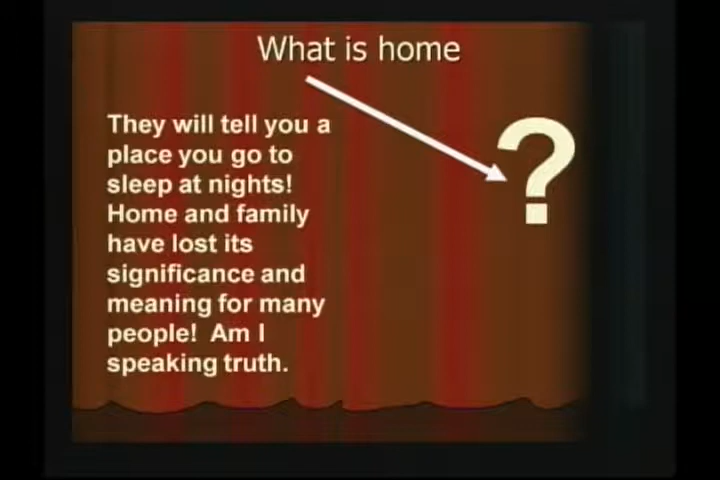 What is home
They will tell you a
place you go to
sleep at nights!
Home and family
have lost its
significance and
meaning for many
people!  Am I
speaking truth.
?